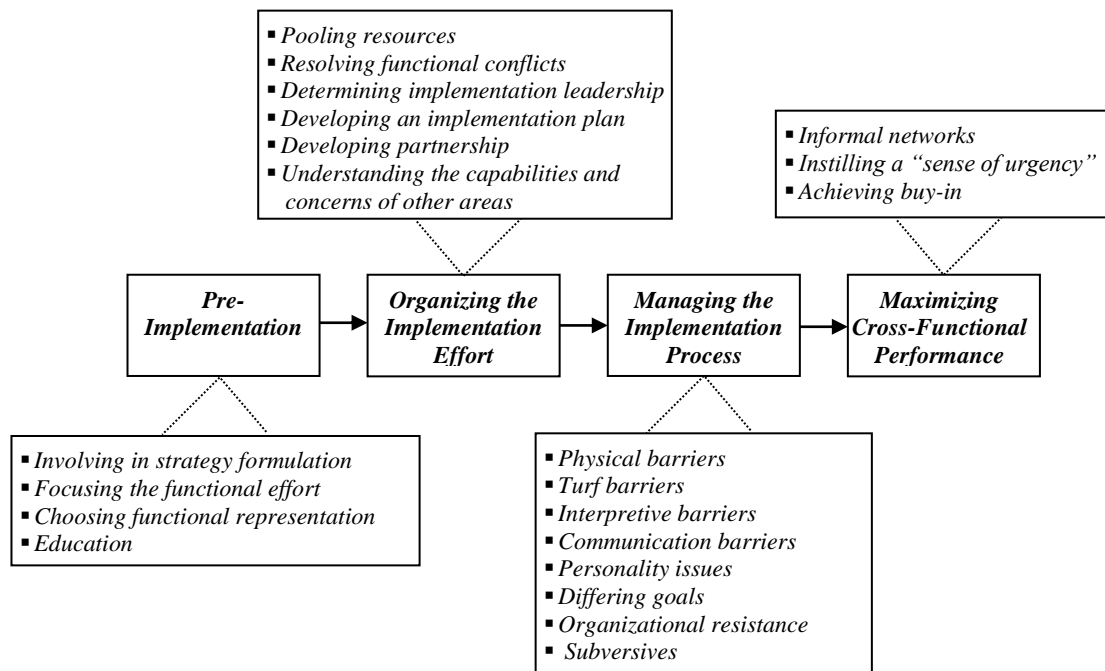 ▪ Pooling resources
▪ Resolving functional conflicts
▪ Determining implementation leadership
▪ Developing an implementation plan
▪ Developing partnership
▪ Understanding the capabilities and
concerns of other areas
▪ Informal networks
▪ Instilling a “sense of urgency”
▪ Achieving buy-in
Pre-
Implementation
Organizing the
Implementation
Effort
Managing the
Implementation
Process
Maximizing
Cross-Functional
Performance
▪ Involving in strategy formulation
▪ Focusing the functional effort
▪ Choosing functional representation
▪ Education
▪ Physical barriers
▪ Turf barriers
▪ Interpretive barriers
▪ Communication barriers
▪ Personality issues
▪ Differing goals
▪ Organizational resistance
▪ Subversives